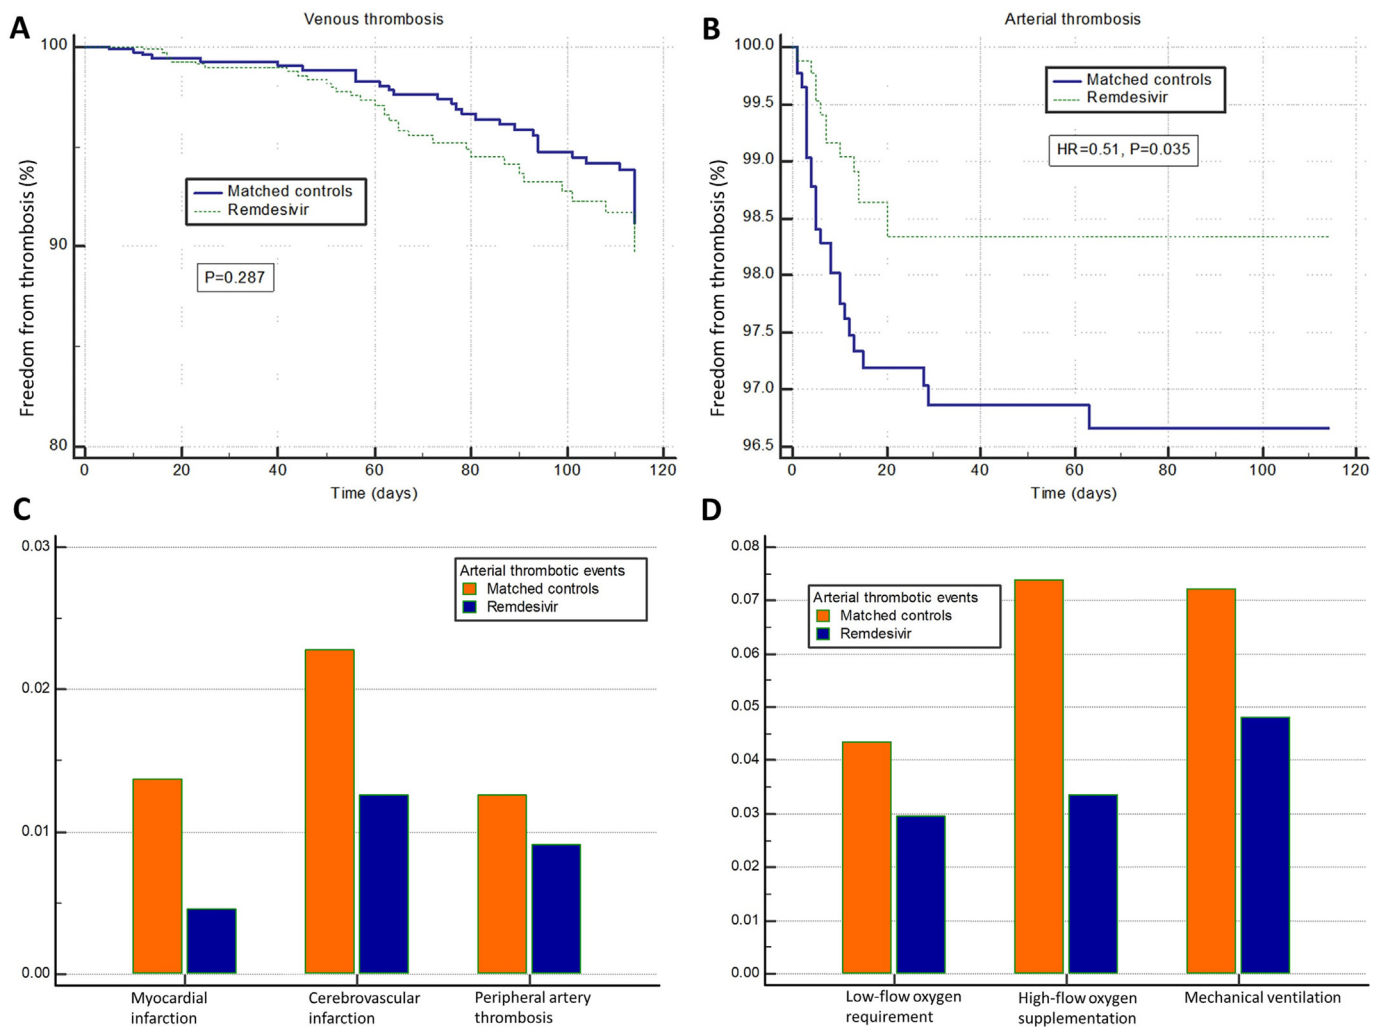 A
Venous thrombosis
Freedom from thrombosis (%)
100
90
80
Matched controls
Remdesivir
P=0.287
0 20 40 60 80 100 120
Time (days)
B
Arterial thrombosis
Freedom from thrombosis (%)
100.0
99.5
99.0
98.5
98.0
97.5
97.0
96.5
Matched controls
Remdesivir
HR=0.51, P=0.035
0 20 40 60 80 100 120
Time (days)
C
0.03
0.02
0.01
0.00
Arterial thrombotic events
Matched controls
Remdesivir
Myocardial
infarction
Cerebrovascular
infarction
Peripheral artery
thrombosis
D
0.08
0.07
0.06
0.05
0.04
0.03
0.02
0.01
0.00
Arterial thrombotic events
Matched controls
Remdesivir
Low-flow oxygen
requirement
High-flow oxygen
supplementation
Mechanical ventilation